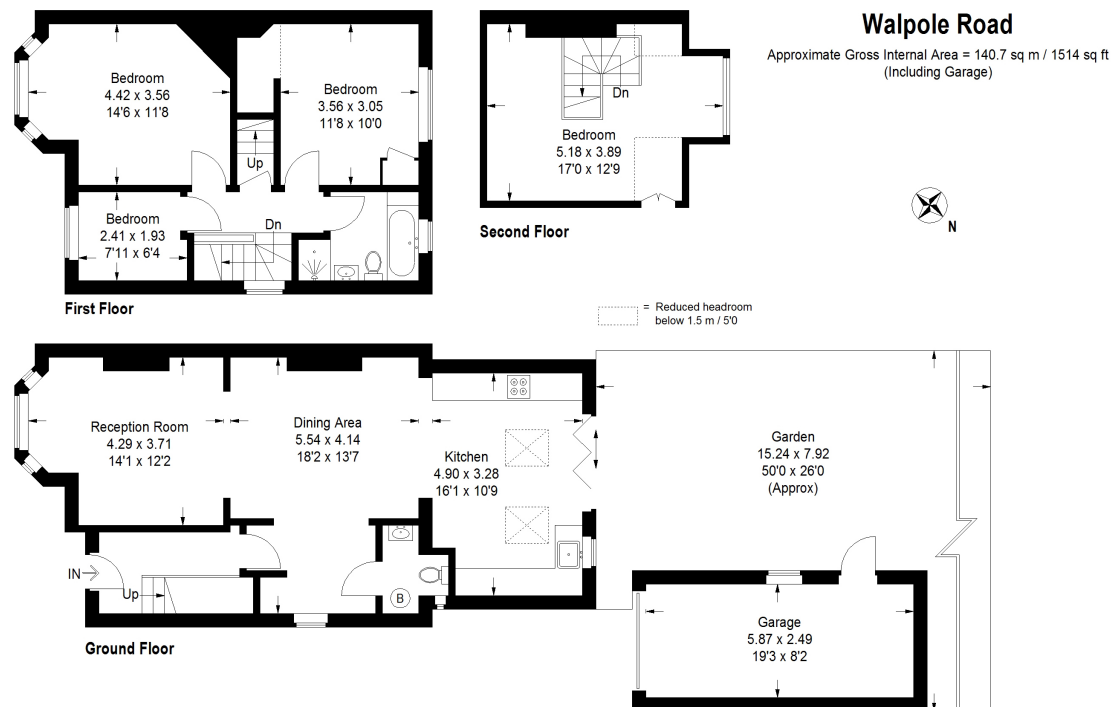 Walpole Road
Approximate Gross Internal Area = 140.7 sq m / 1514 sq ft
(Including Garage)
Bedroom
4.42 x 3.56
14'6 x 11'8
Bedroom
3.56 x 3.05
11'8 x 10'0
Up
Bedroom
2.41 x 1.93
7'11 x 6'4
Dn
First Floor
Dn
Bedroom
5.18 x 3.89
17'0 x 12'9
Second Floor
N
= Reduced headroom
below 1.5 m / 5'0
Reception Room
4.29 x 3.71
14'1 x 12'2
Dining Area
5.54 x 4.14
18'2 x 13'7
Kitchen
4.90 x 3.28
16'1 x 10'9
Garden
15.24 x 7.92
50'0 x 26'0
(Approx)
IN
Up
B
Garage
5.87 x 2.49
19'3 x 8'2
Ground Floor